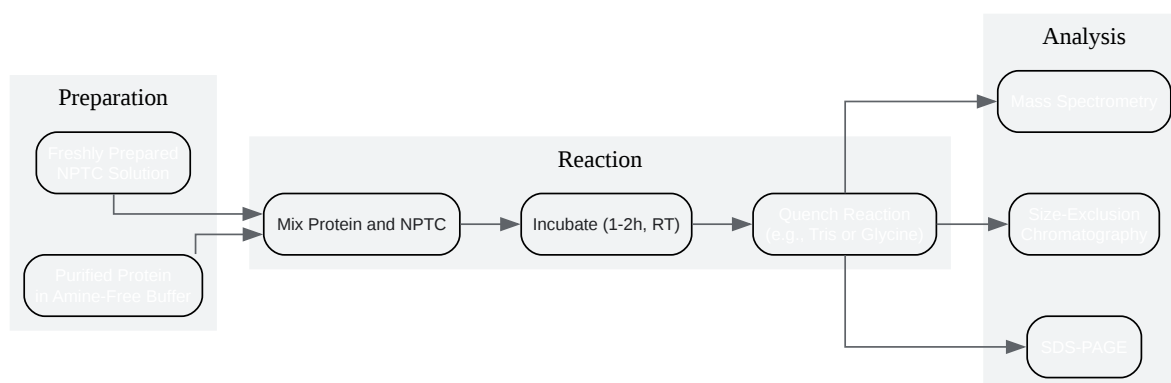 Preparation
Freshly Prepared
NPTC Solution
Purified Protein
in Amine-Free Buffer
Reaction
Mix Protein and NPTC
Incubate (1-2h, RT)
Quench Reaction
(e.g., Tris or Glycine)
Analysis
Mass Spectrometry
Size-Exclusion
Chromatography
SDS-PAGE